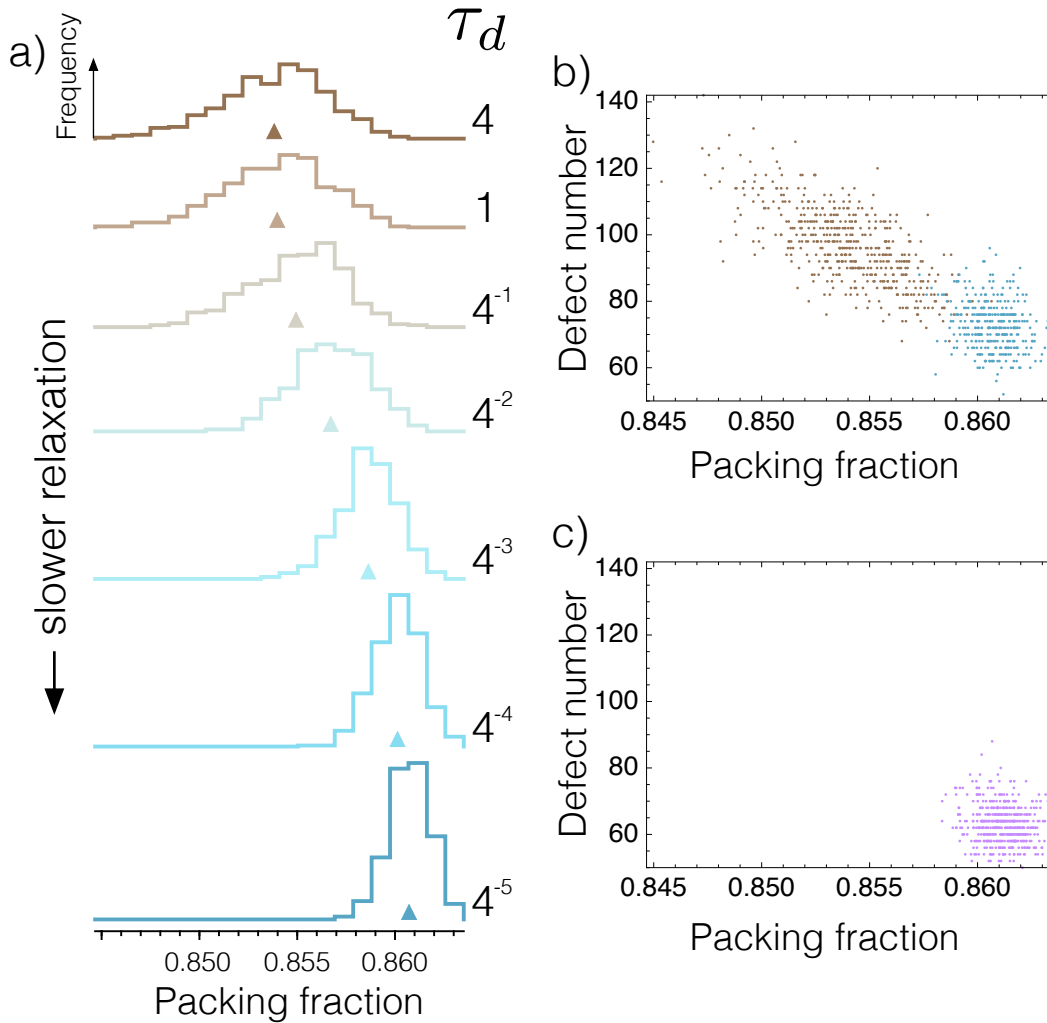 a)
Frequency
τd
4
1
4-1
4-2
4-3
4-4
4-5
slower relaxation
0.850 0.855 0.860
Packing fraction
b)
Defect number
140
120
100
80
60
0.845 0.850 0.855 0.860
Packing fraction
c)
Defect number
140
120
100
80
60
0.845 0.850 0.855 0.860
Packing fraction